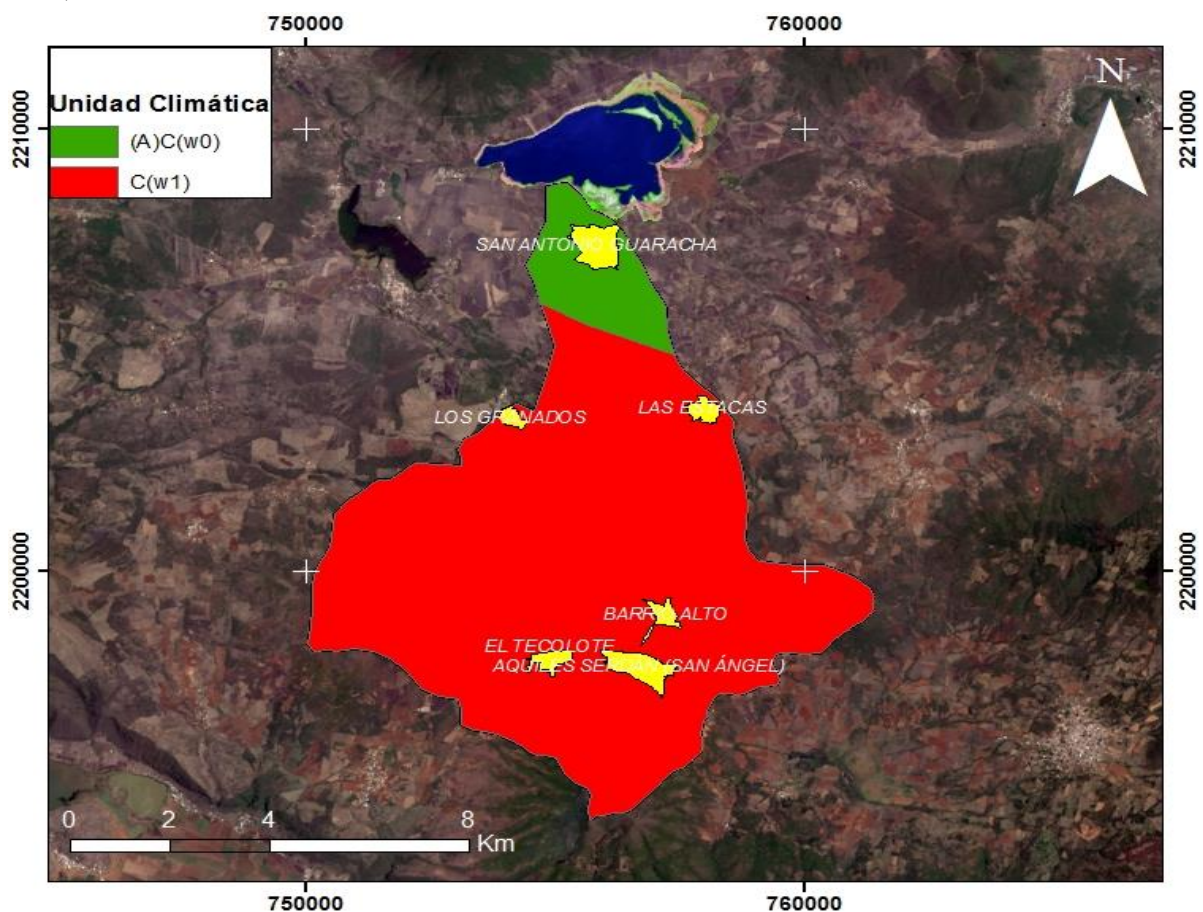 750000
760000
Unidad Climática
(A)C(w0)
C(w1)
N
2210000
2210000
SAN ANTONIO GUARACHA
LOS GRANADOS
LAS ESTACAS
2200000
2200000
BARRIO ALTO
EL TECOLOTE
AQUILES SERDÁN (SAN ÁNGEL)
0 2 4 8
Km
750000
760000